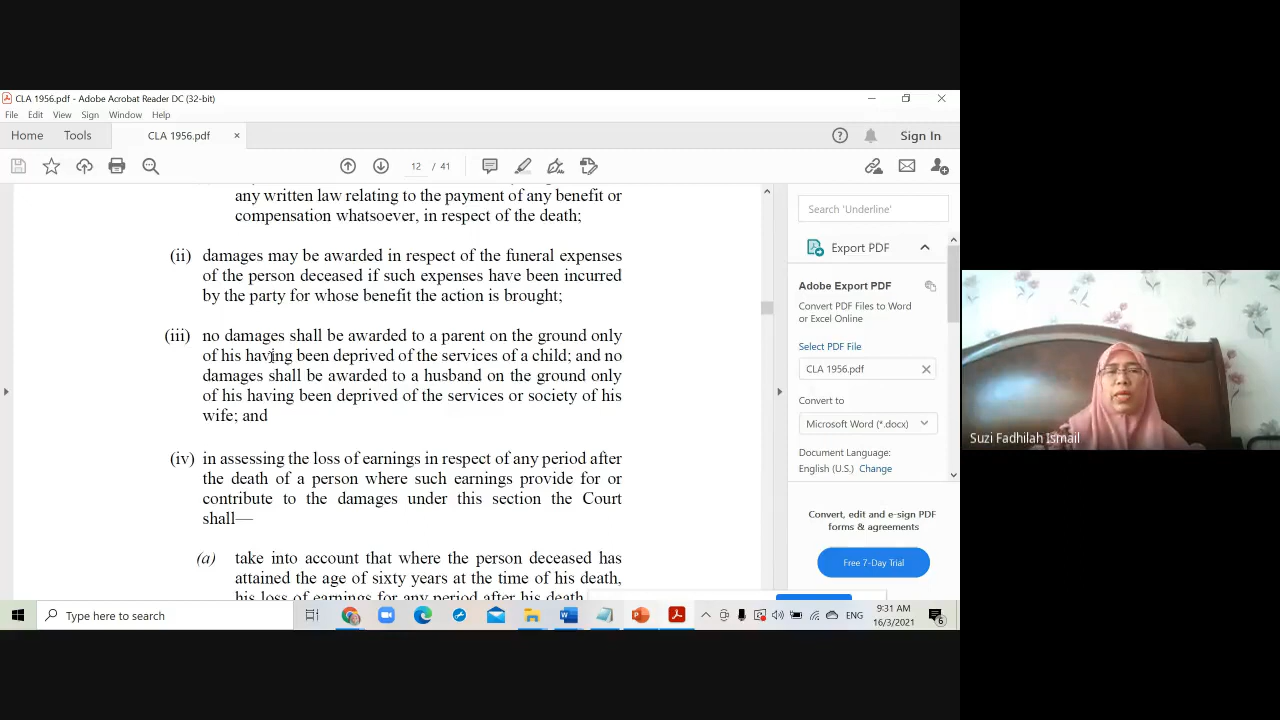 CLA 1956.pdf - Adobe Acrobat Reader DC (32-bit)
File Edit View Sign Window Help
Home Tools CLA 1956.pdf × Sign In
12 / 41
any written law relating to the payment of any benefit or
compensation whatsoever, in respect of the death;
(ii) damages may be awarded in respect of the funeral expenses
of the person deceased if such expenses have been incurred
by the party for whose benefit the action is brought;
(iii) no damages shall be awarded to a parent on the ground only
of his having been deprived of the services of a child; and no
damages shall be awarded to a husband on the ground only
of his having been deprived of the services or society of his
wife; and
(iv) in assessing the loss of earnings in respect of any period after
the death of a person where such earnings provide for or
contribute to the damages under this section the Court
shall—
(a) take into account that where the person deceased has
attained the age of sixty years at the time of his death,
his loss of earnings for any period after his death
Search 'Underline'
Export PDF
Adobe Export PDF
Convert PDF Files to Word
or Excel Online
Select PDF File
CLA 1956.pdf
Convert to
Microsoft Word (*.docx)
Document Language:
English (U.S.) Change
Convert, edit and e-sign PDF
forms & agreements
Free 7-Day Trial
Suzi Fadhilah Ismail
Type here to search
ENG
9:31 AM
16/3/2021
6